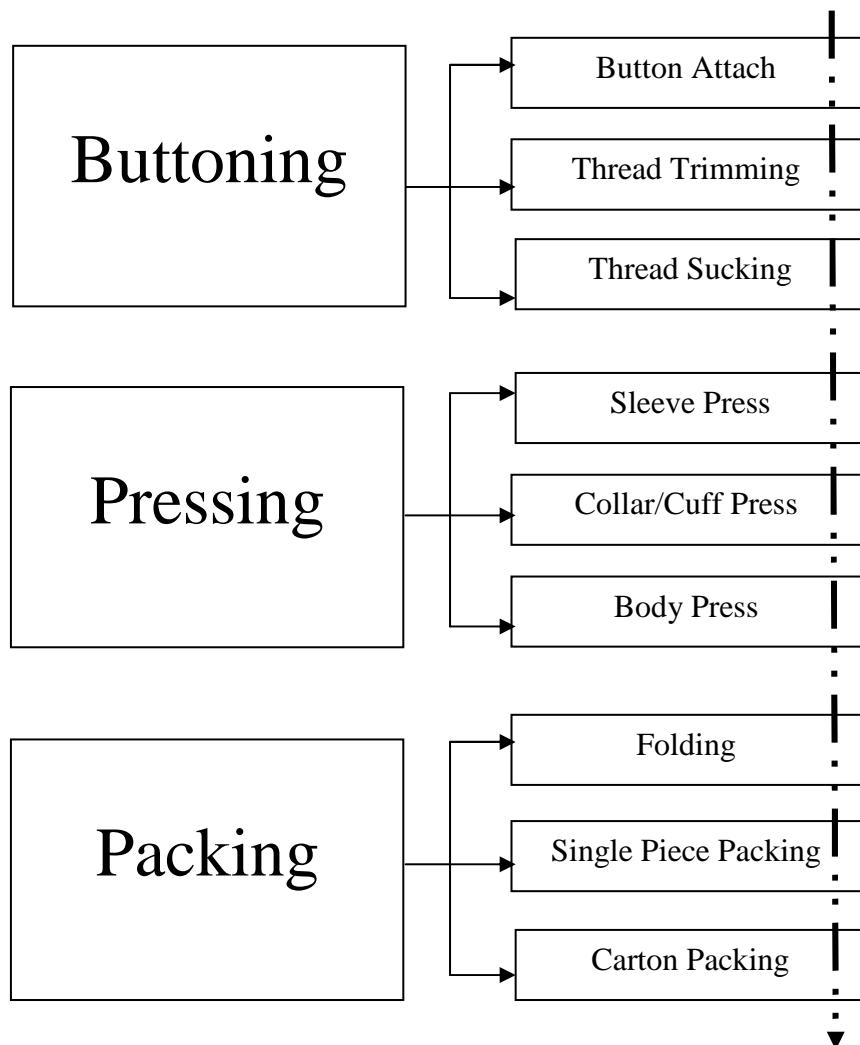 Buttoning
Button Attach
Thread Trimming
Thread Sucking
Pressing
Sleeve Press
Collar/Cuff Press
Body Press
Packing
Folding
Single Piece Packing
Carton Packing